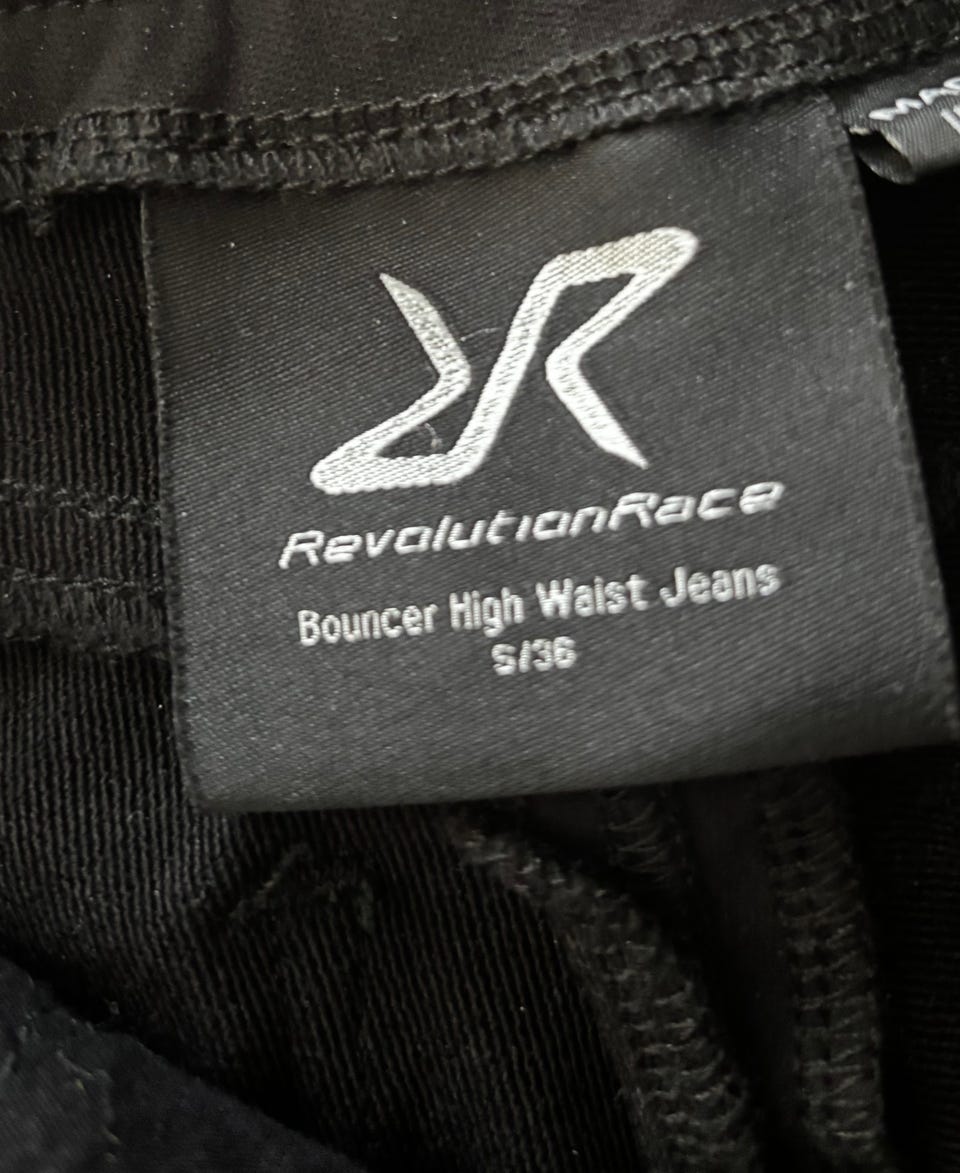 RevolutionRace
Bouncer High Waist Jeans
S/36